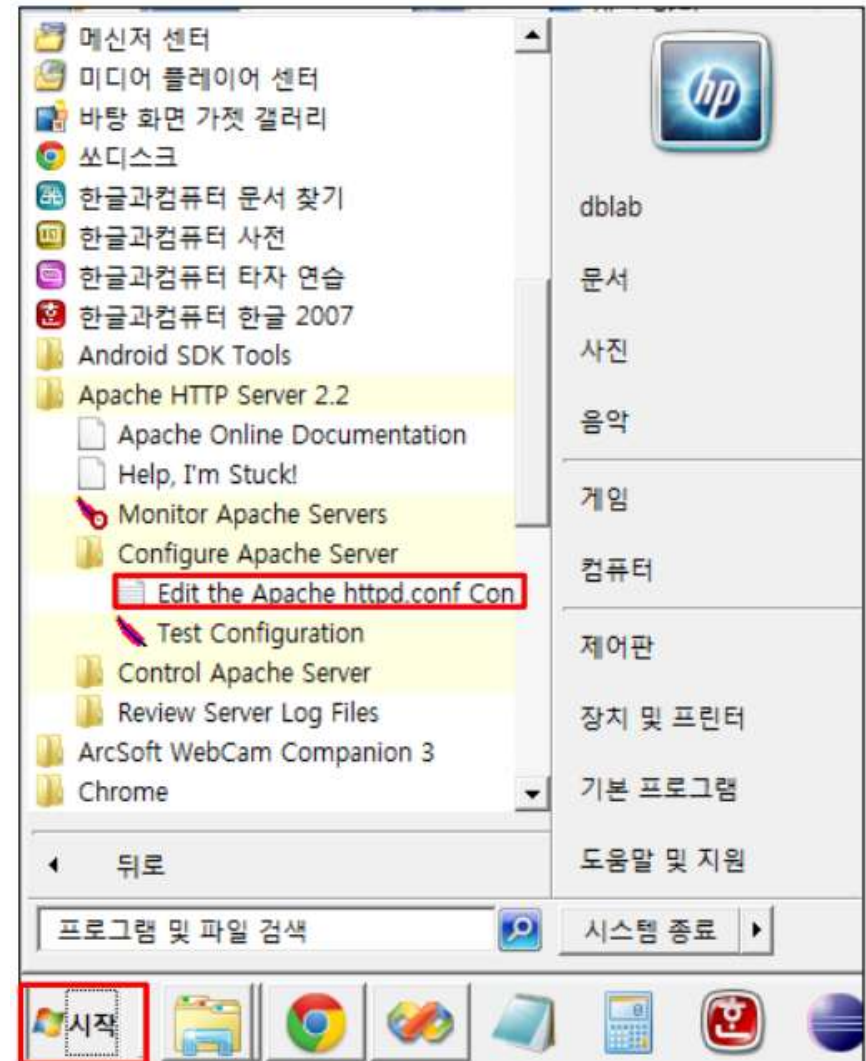 메신저 센터
미디어 플레이어 센터
바탕 화면 가젯 갤러리
쏘디스크
한글과컴퓨터 문서 찾기
한글과컴퓨터 사전
한글과컴퓨터 타자 연습
한글과컴퓨터 한글 2007
Android SDK Tools
Apache HTTP Server 2.2
Apache Online Documentation
Help, I'm Stuck!
Monitor Apache Servers
Configure Apache Server
Edit the Apache httpd.conf Con
Test Configuration
Control Apache Server
Review Server Log Files
ArcSoft WebCam Companion 3
Chrome
뒤로
프로그램 및 파일 검색
hp
dblab
문서
사진
음악
게임
컴퓨터
제어판
장치 및 프린터
기본 프로그램
도움말 및 지원
시스템 종료
시작